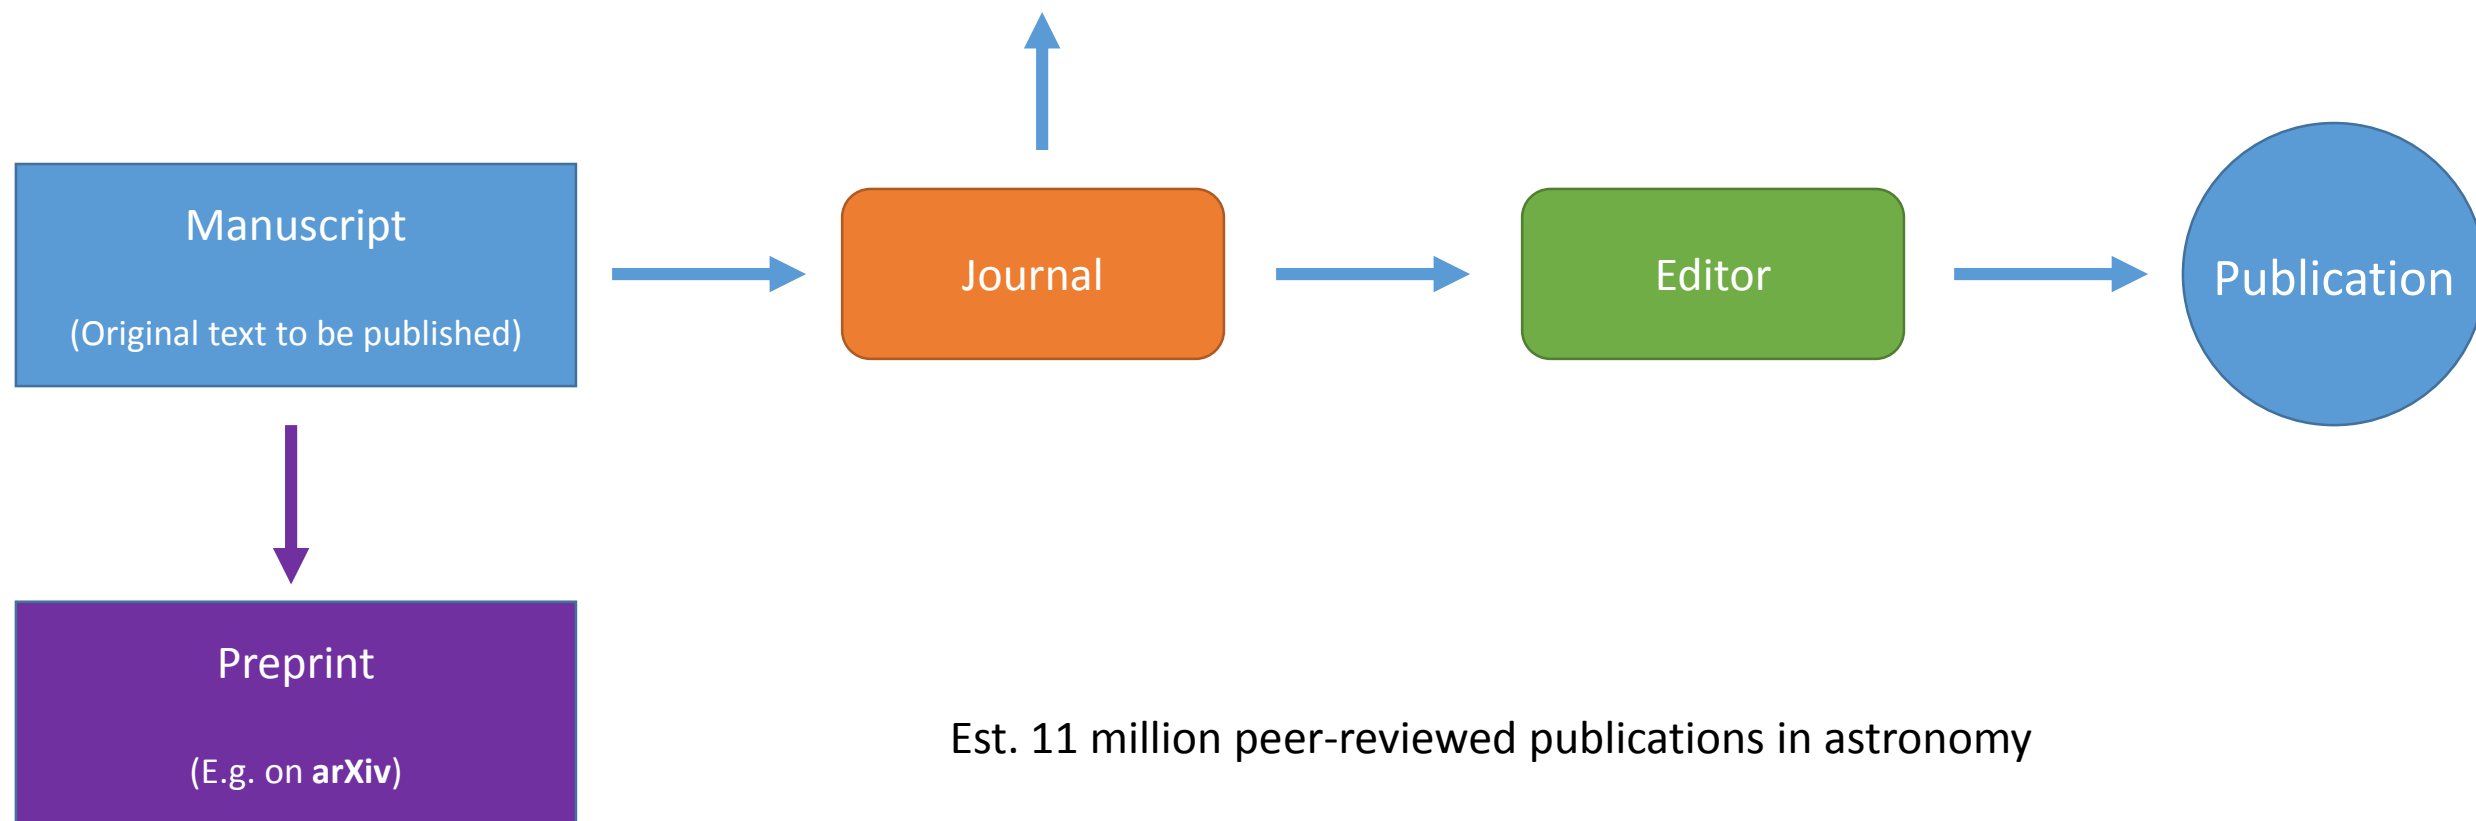 Manuscript
(Original text to be published)
Journal
Editor
Publication
Preprint
(E.g. on arXiv)
Est. 11 million peer-reviewed publications in astronomy